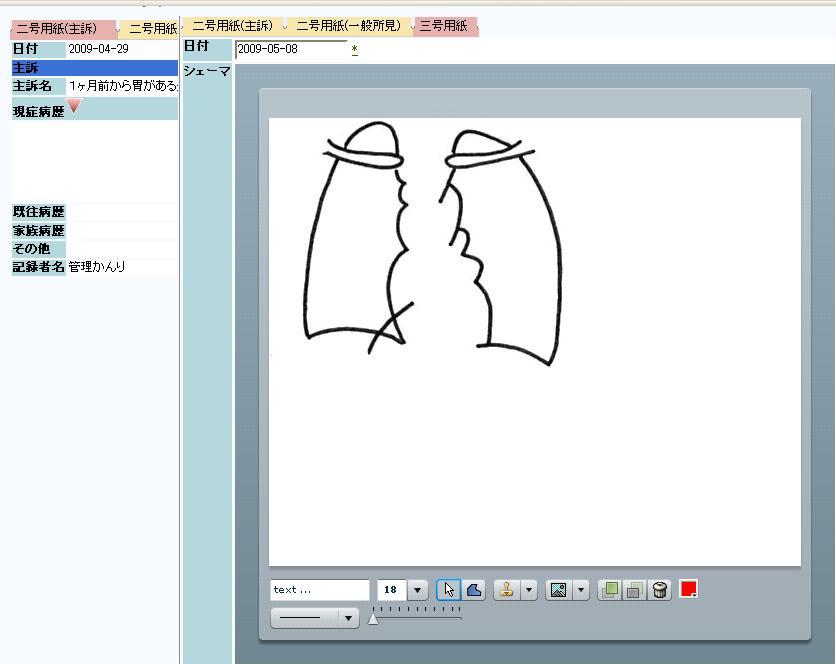 二号用紙(主訴)
二号用紙
日付 2009-04-29
主訴
主訴名 1ヶ月前から胃がある
現症病歴
既往病歴
家族病歴
その他
記録者名 管理かんり
二号用紙(主訴) 二号用紙(一般所見) 三号用紙
日付 2009-05-08 *
シェーマ
text ... 18